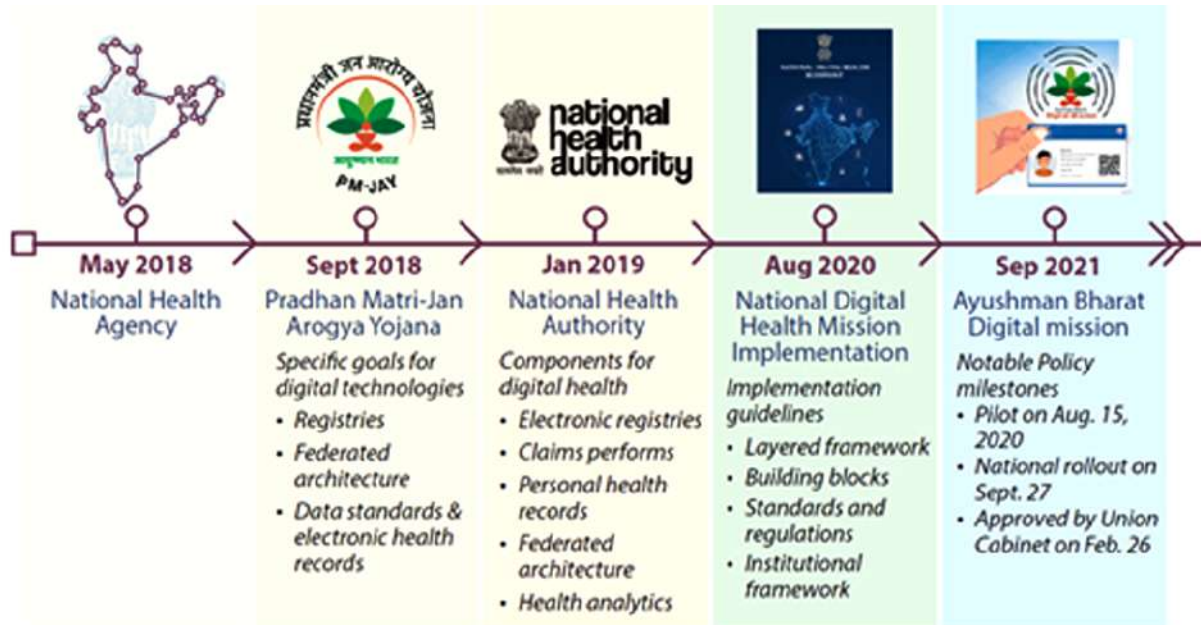 प्रधानमंत्री जन आरोग्य योजना
आयुष्मान भारत
PM-JAY
national
health
authority
May 2018
National Health
Agency
Sept 2018
Pradhan Matri-Jan
Arogya Yojana
Specific goals for
digital technologies
• Registries
• Federated
architecture
• Data standards &
electronic health
records
Jan 2019
National Health
Authority
Components for
digital health
• Electronic registries
• Claims performs
• Personal health
records
• Federated
architecture
• Health analytics
Aug 2020
National Digital
Health Mission
Implementation
Implementation
guidelines
• Layered framework
• Building blocks
• Standards and
regulations
• Institutional
framework
Sep 2021
Ayushman Bharat
Digital mission
Notable Policy
milestones
• Pilot on Aug. 15,
2020
• National rollout on
Sept. 27
• Approved by Union
Cabinet on Feb. 26